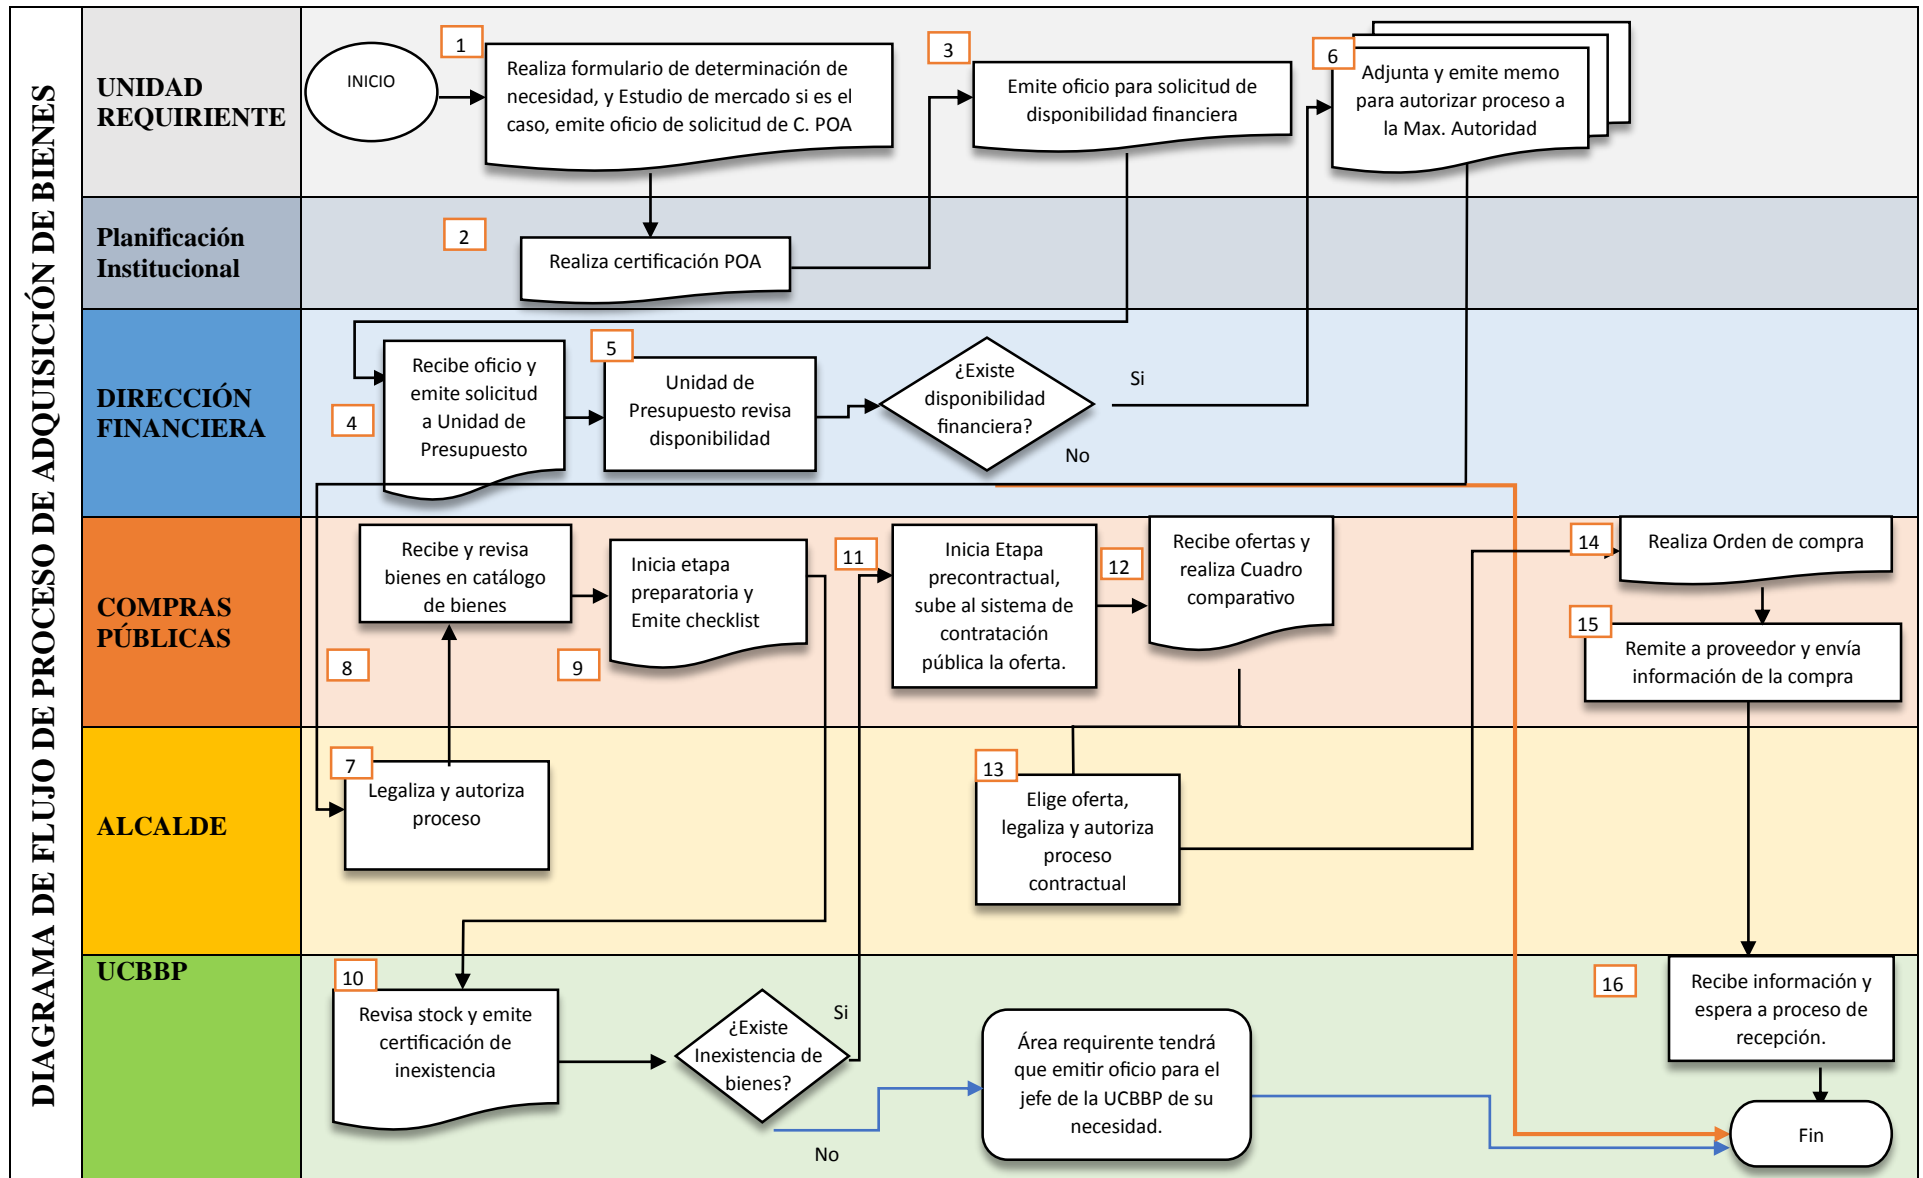 DIAGRAMA DE FLUJO DE PROCESO DE ADQUISICIÓN DE BIENES
UNIDAD
REQUIRIENTE
INICIO
1
Realiza formulario de determinación de
necesidad, y Estudio de mercado si es el
caso, emite oficio de solicitud de C. POA
3
Emite oficio para solicitud de
disponibilidad financiera
6
Adjunta y emite memo
para autorizar proceso a
la Max. Autoridad
Planificación
Institucional
2
Realiza certificación POA
DIRECCIÓN
FINANCIERA
4
Recibe oficio y
emite solicitud
a Unidad de
Presupuesto
5
Unidad de
Presupuesto revisa
disponibilidad
¿Existe
disponibilidad
financiera?
Si
No
COMPRAS
PÚBLICAS
8
Recibe y revisa
bienes en catálogo
de bienes
9
Inicia etapa
preparatoria y
Emite checklist
11
Inicia Etapa
precontractual,
sube al sistema de
contratación
pública la oferta.
12
Recibe ofertas y
realiza Cuadro
comparativo
14
Realiza Orden de compra
15
Remite a proveedor y envía
información de la compra
ALCALDE
7
Legaliza y autoriza
proceso
13
Elige oferta,
legaliza y autoriza
proceso
contractual
UCBBP
10
Revisa stock y emite
certificación de
inexistencia
¿Existe
Inexistencia de
bienes?
Si
No
Área requirente tendrá
que emitir oficio para el
jefe de la UCBBP de su
necesidad.
16
Recibe información y
espera a proceso de
recepción.
Fin